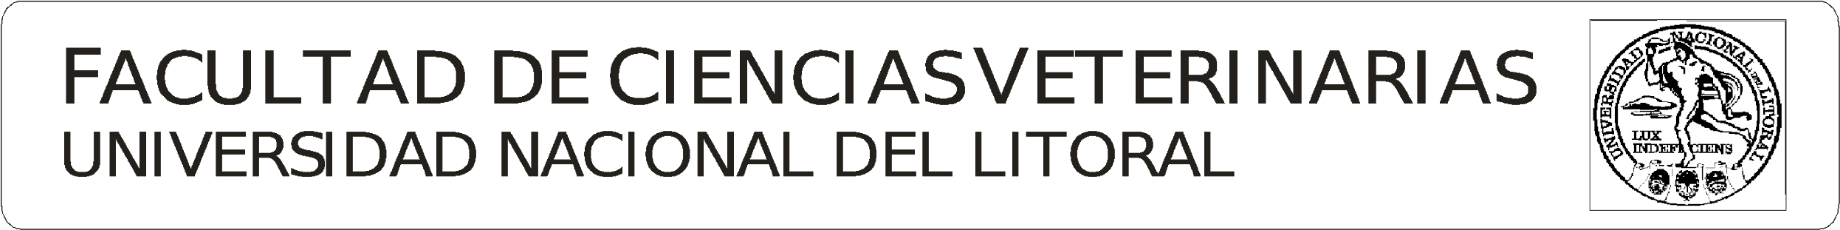 FACULTAD DE CIENCIAS VETERINARIAS
UNIVERSIDAD NACIONAL DEL LITORAL
UNIVERSIDAD NACIONAL DEL LITORAL
LUX
INDEFICIENS